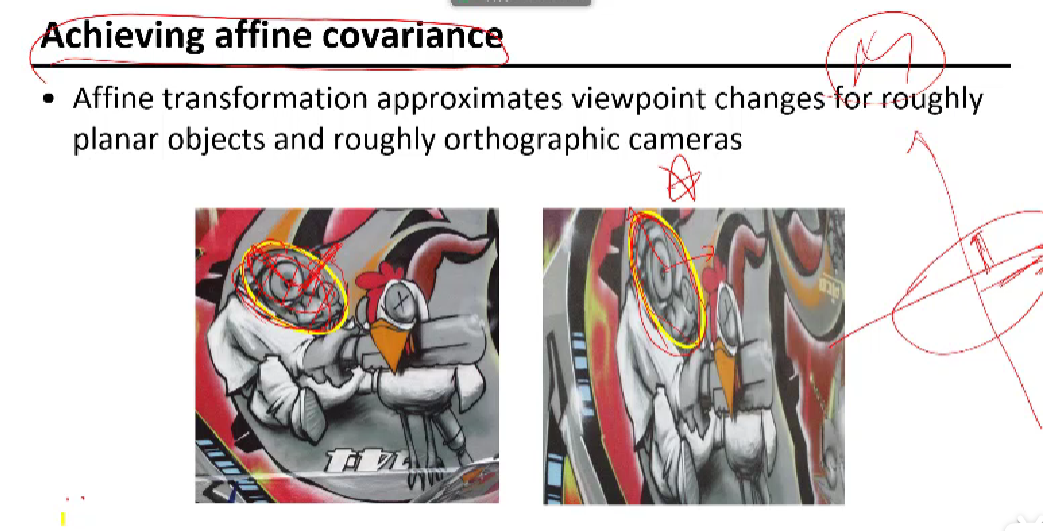 Achieving affine covariance
M
• Affine transformation approximates viewpoint changes for roughly
planar objects and roughly orthographic cameras